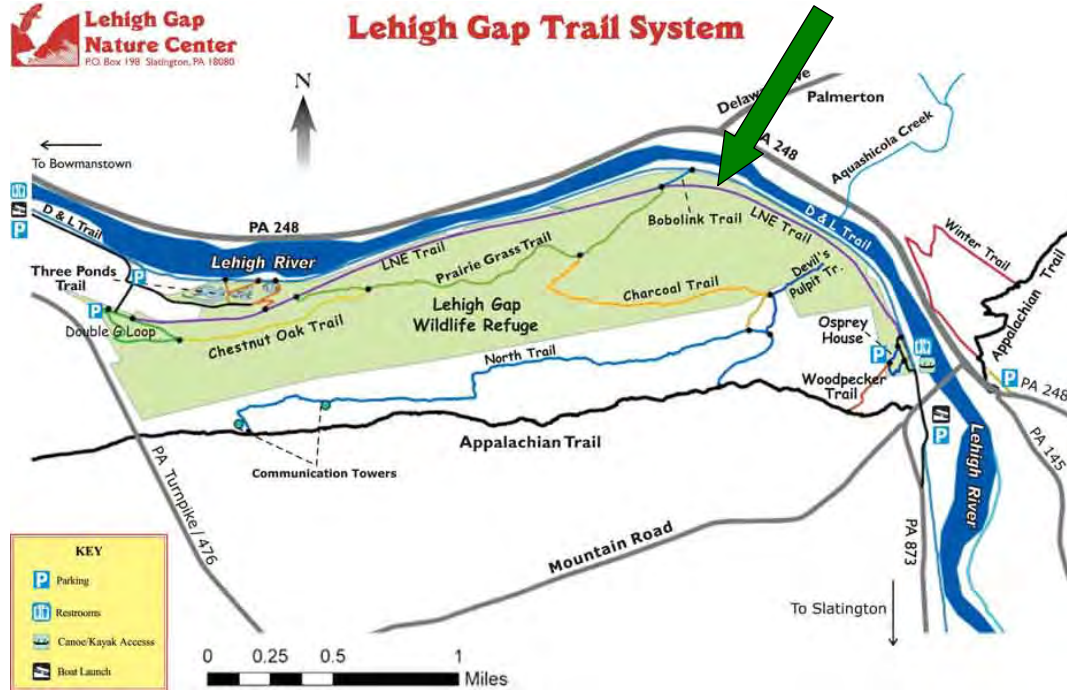 Lehigh Gap
Nature Center
P.O. Box 198 Slatington, PA 18080
Lehigh Gap Trail System
N
To Bowmanstown
Palmerton
PA 248
Aquashicola Creek
PA 248
D & L Trail
Bobolink Trail
LNE Trail
D & L Trail
Winter Trail
Appalachian Trail
Three Ponds
Trail
Lehigh River
LNE Trail
Prairie Grass Trail
Charcoal Trail
Devil's
Pulpit Tr.
Double G Loop
Chestnut Oak Trail
Lehigh Gap
Wildlife Refuge
Osprey
House
North Trail
Woodpecker
Trail
P
P
P
P
P
P
PA 248
Appalachian Trail
Communication Towers
PA 145
Lehigh River
PA Turnpike / 476
Mountain Road
PA 873
To Slatington
KEY
P Parking
Restrooms
Canoe/Kayak Accesss
Boat Launch
0 0.25 0.5 1
Miles